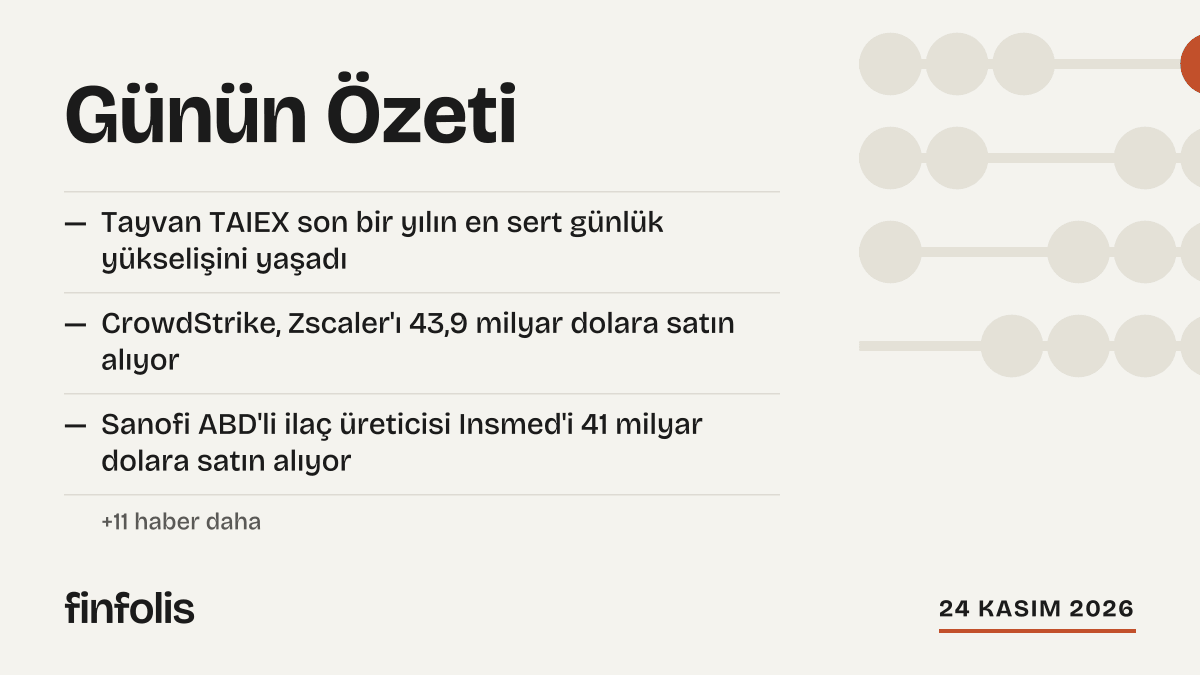 Günün Özeti
— Tayvan TAIEX son bir yılın en sert günlük
yükselişini yaşadı
— CrowdStrike, Zscaler'ı 43,9 milyar dolara satın
alıyor
— Sanofi ABD'li ilaç üreticisi Insmed'i 41 milyar
dolara satın alıyor
+11 haber daha
finfolis
24 KASIM 2026